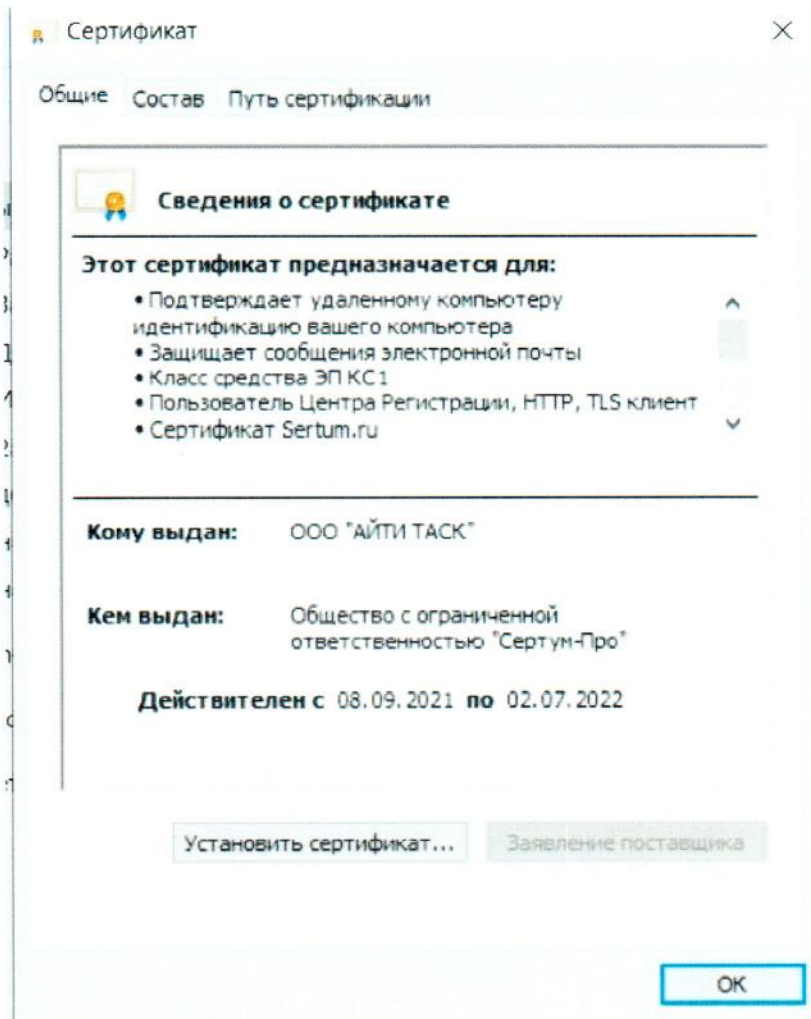 Сертификат
Общие Состав Путь сертификации
Сведения о сертификате
Этот сертификат предназначается для:
• Подтверждает удаленному компьютеру
идентификацию вашего компьютера
• Защищает сообщения электронной почты
• Класс средства ЭП КС1
• Пользователь Центра Регистрации, HTTP, TLS клиент
• Сертификат Sertum.ru
Кому выдан: ООО "АЙТИ ТАСК"
Кем выдан: Общество с ограниченной
ответственностью "Сертум-Про"
Действителен с 08.09.2021 по 02.07.2022
Установить сертификат... Заявление поставщика
ОК